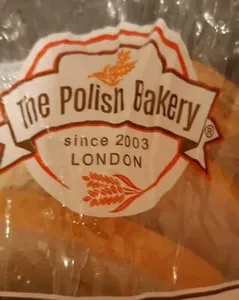 The Polish Bakery
®
since 2003
LONDON